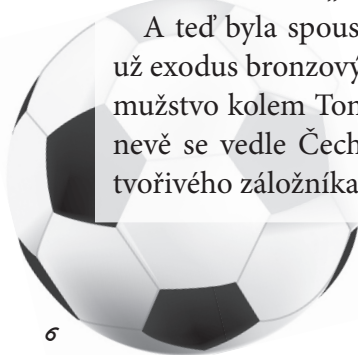 A teď byla spous
už exodus bronzový
mužstvo kolem Tom
nevě se vedle Čech
tvořivého záložníka
6